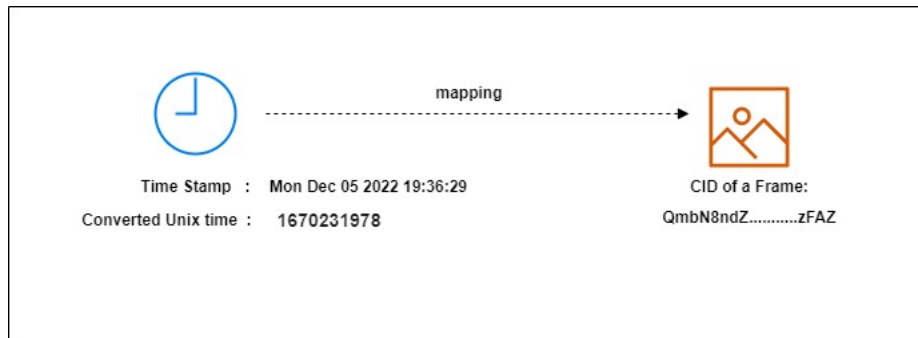 mapping
Time Stamp : Mon Dec 05 2022 19:36:29
CID of a Frame:
Converted Unix time : 1670231978
QmbN8ndZ...........zFAZ